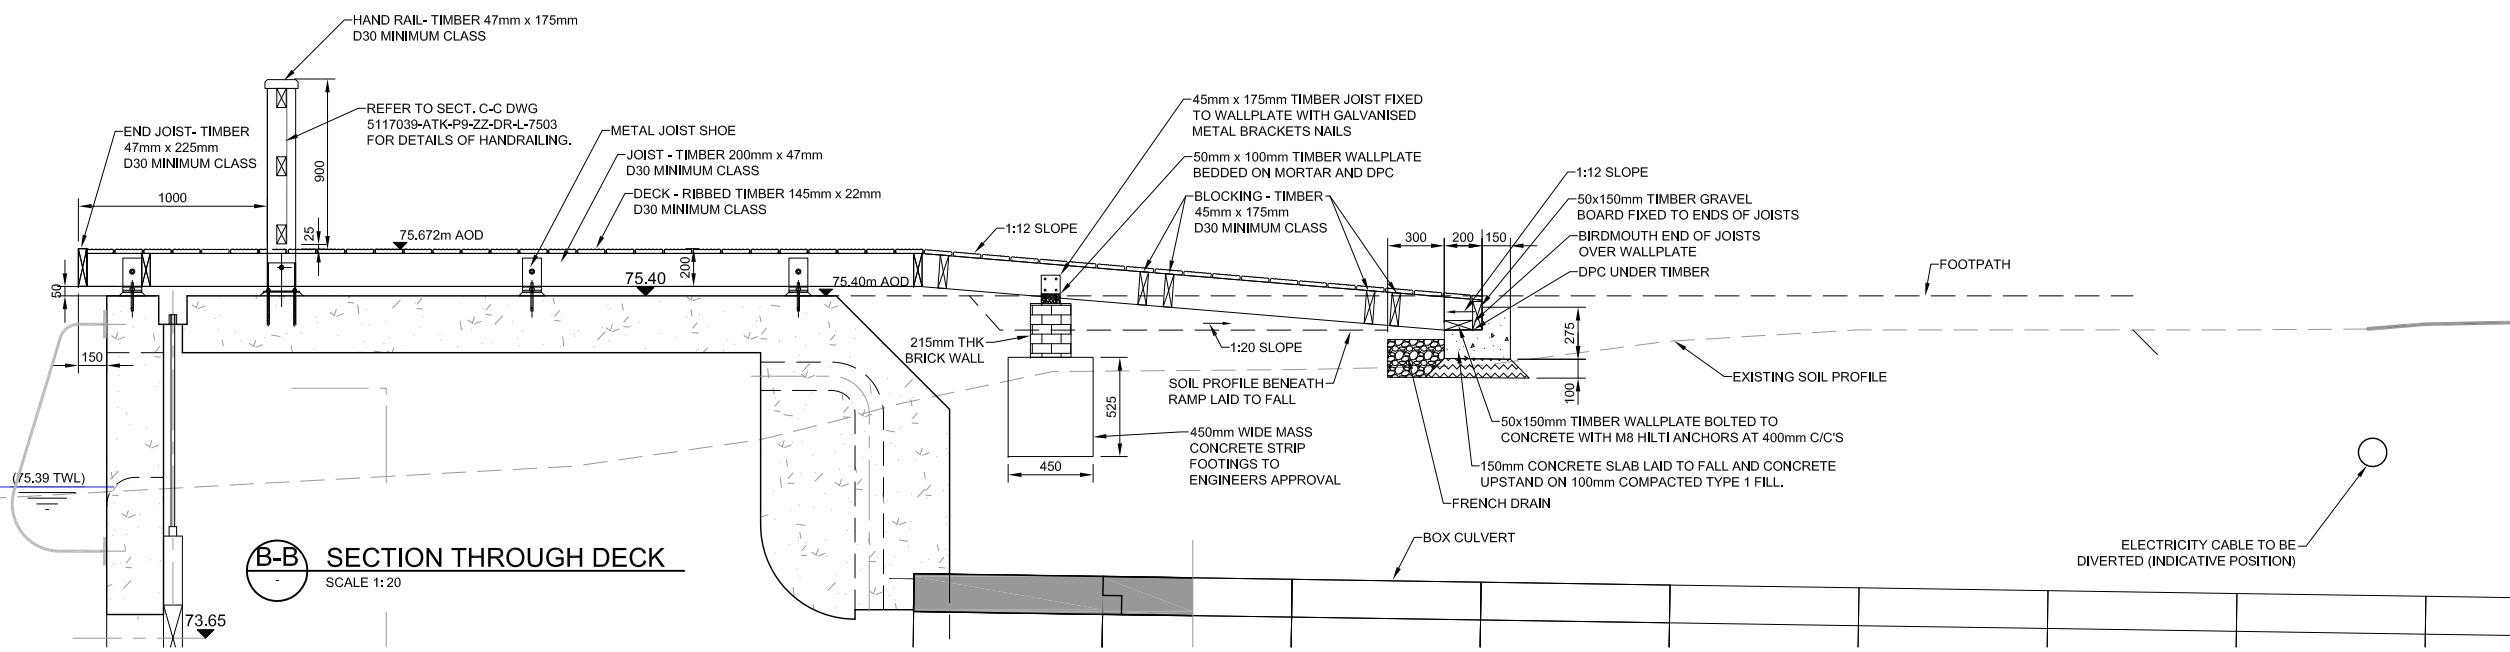 HAND RAIL- TIMBER 47mm x 175mm
D30 MINIMUM CLASS
REFER TO SECT. C-C DWG
5117039-ATK-P9-ZZ-DR-L-7503
FOR DETAILS OF HANDRAILING.
END JOIST- TIMBER
47mm x 225mm
D30 MINIMUM CLASS
METAL JOIST SHOE
JOIST - TIMBER 200mm x 47mm
D30 MINIMUM CLASS
DECK - RIBBED TIMBER 145mm x 22mm
D30 MINIMUM CLASS
1000
900
25
75.672m AOD
200
75.40
75.40m AOD
50
150
1:12 SLOPE
45mm x 175mm TIMBER JOIST FIXED
TO WALLPLATE WITH GALVANISED
METAL BRACKETS NAILS
50mm x 100mm TIMBER WALLPLATE
BEDDED ON MORTAR AND DPC
BLOCKING - TIMBER
45mm x 175mm
D30 MINIMUM CLASS
300
200
150
1:12 SLOPE
50x150mm TIMBER GRAVEL
BOARD FIXED TO ENDS OF JOISTS
BIRDMOUTH END OF JOISTS
OVER WALLPLATE
DPC UNDER TIMBER
FOOTPATH
275
100
215mm THK
BRICK WALL
1:20 SLOPE
SOIL PROFILE BENEATH
RAMP LAID TO FALL
EXISTING SOIL PROFILE
525
450
450mm WIDE MASS
CONCRETE STRIP
FOOTINGS TO
ENGINEERS APPROVAL
50x150mm TIMBER WALLPLATE BOLTED TO
CONCRETE WITH M8 HILTI ANCHORS AT 400mm C/C'S
150mm CONCRETE SLAB LAID TO FALL AND CONCRETE
UPSTAND ON 100mm COMPACTED TYPE 1 FILL.
FRENCH DRAIN
BOX CULVERT
ELECTRICITY CABLE TO BE
DIVERTED (INDICATIVE POSITION)
(75.39 TWL)
B-B SECTION THROUGH DECK
- SCALE 1:20
73.65